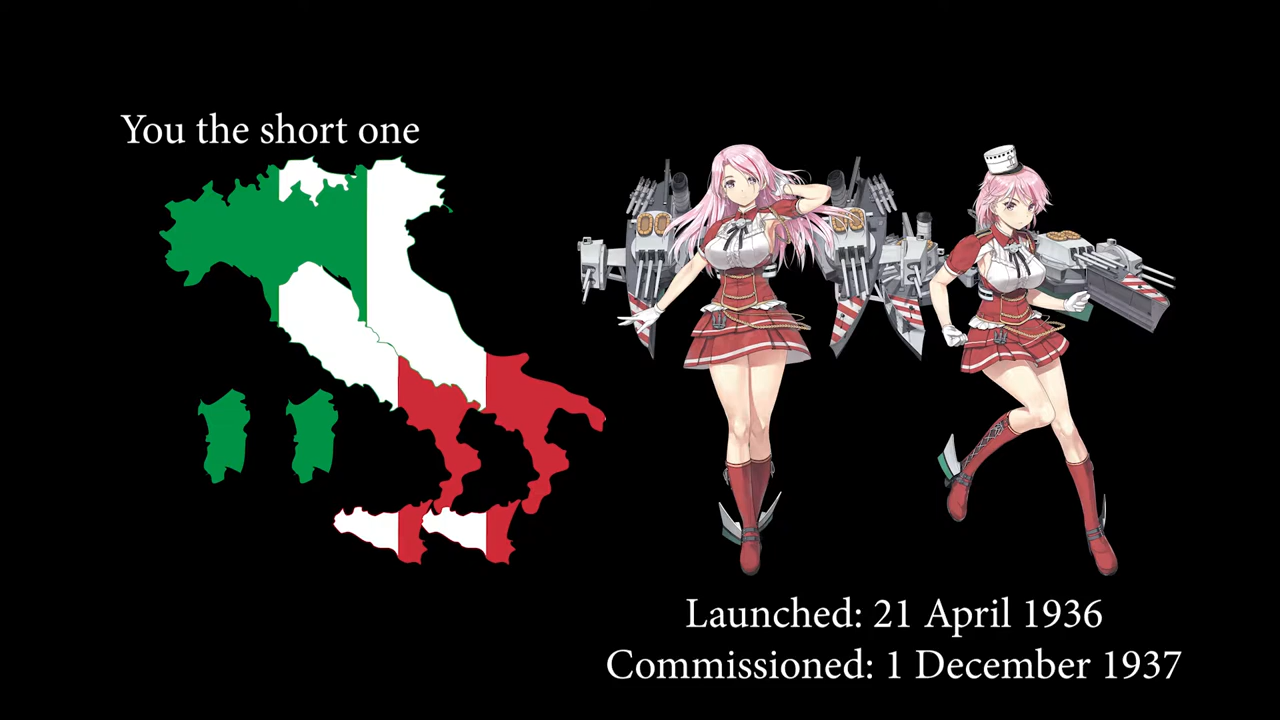 You the short one
Launched: 21 April 1936
Commissioned: 1 December 1937